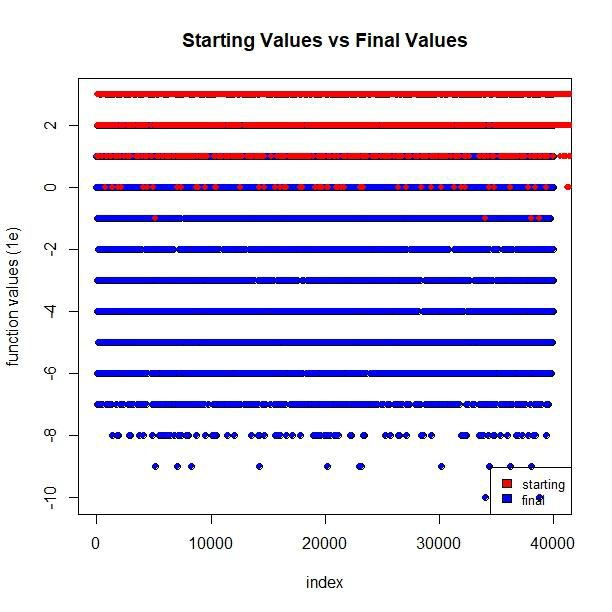 Starting Values vs Final Values
function values (1e)
2
0
-2
-4
-6
-8
-10
0
10000
20000
30000
40000
index
starting
final